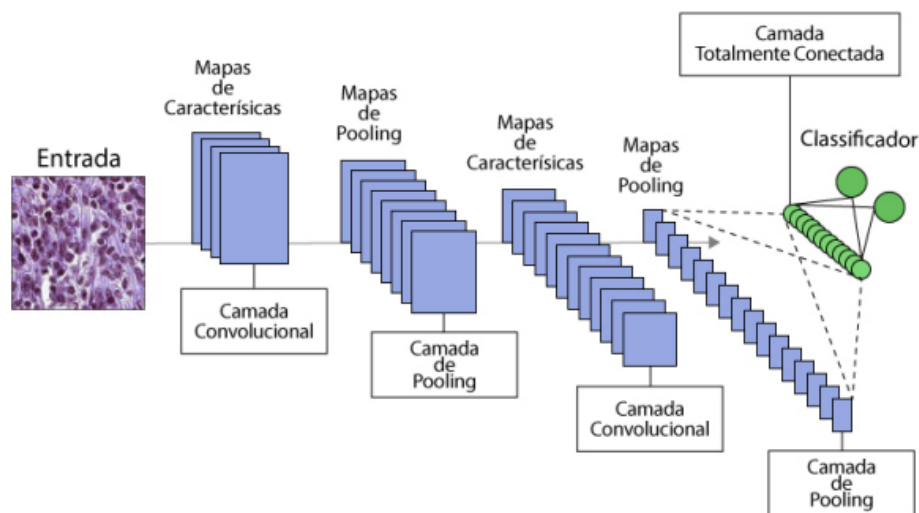 Camada
Totalmente Conectada
Mapas
de
Caracterísicas
Mapas
de
Pooling
Mapas
de
Caracterísicas
Mapas
de
Pooling
Classificador
Entrada
Camada
Convolucional
Camada
de
Pooling
Camada
Convolucional
Camada
de
Pooling